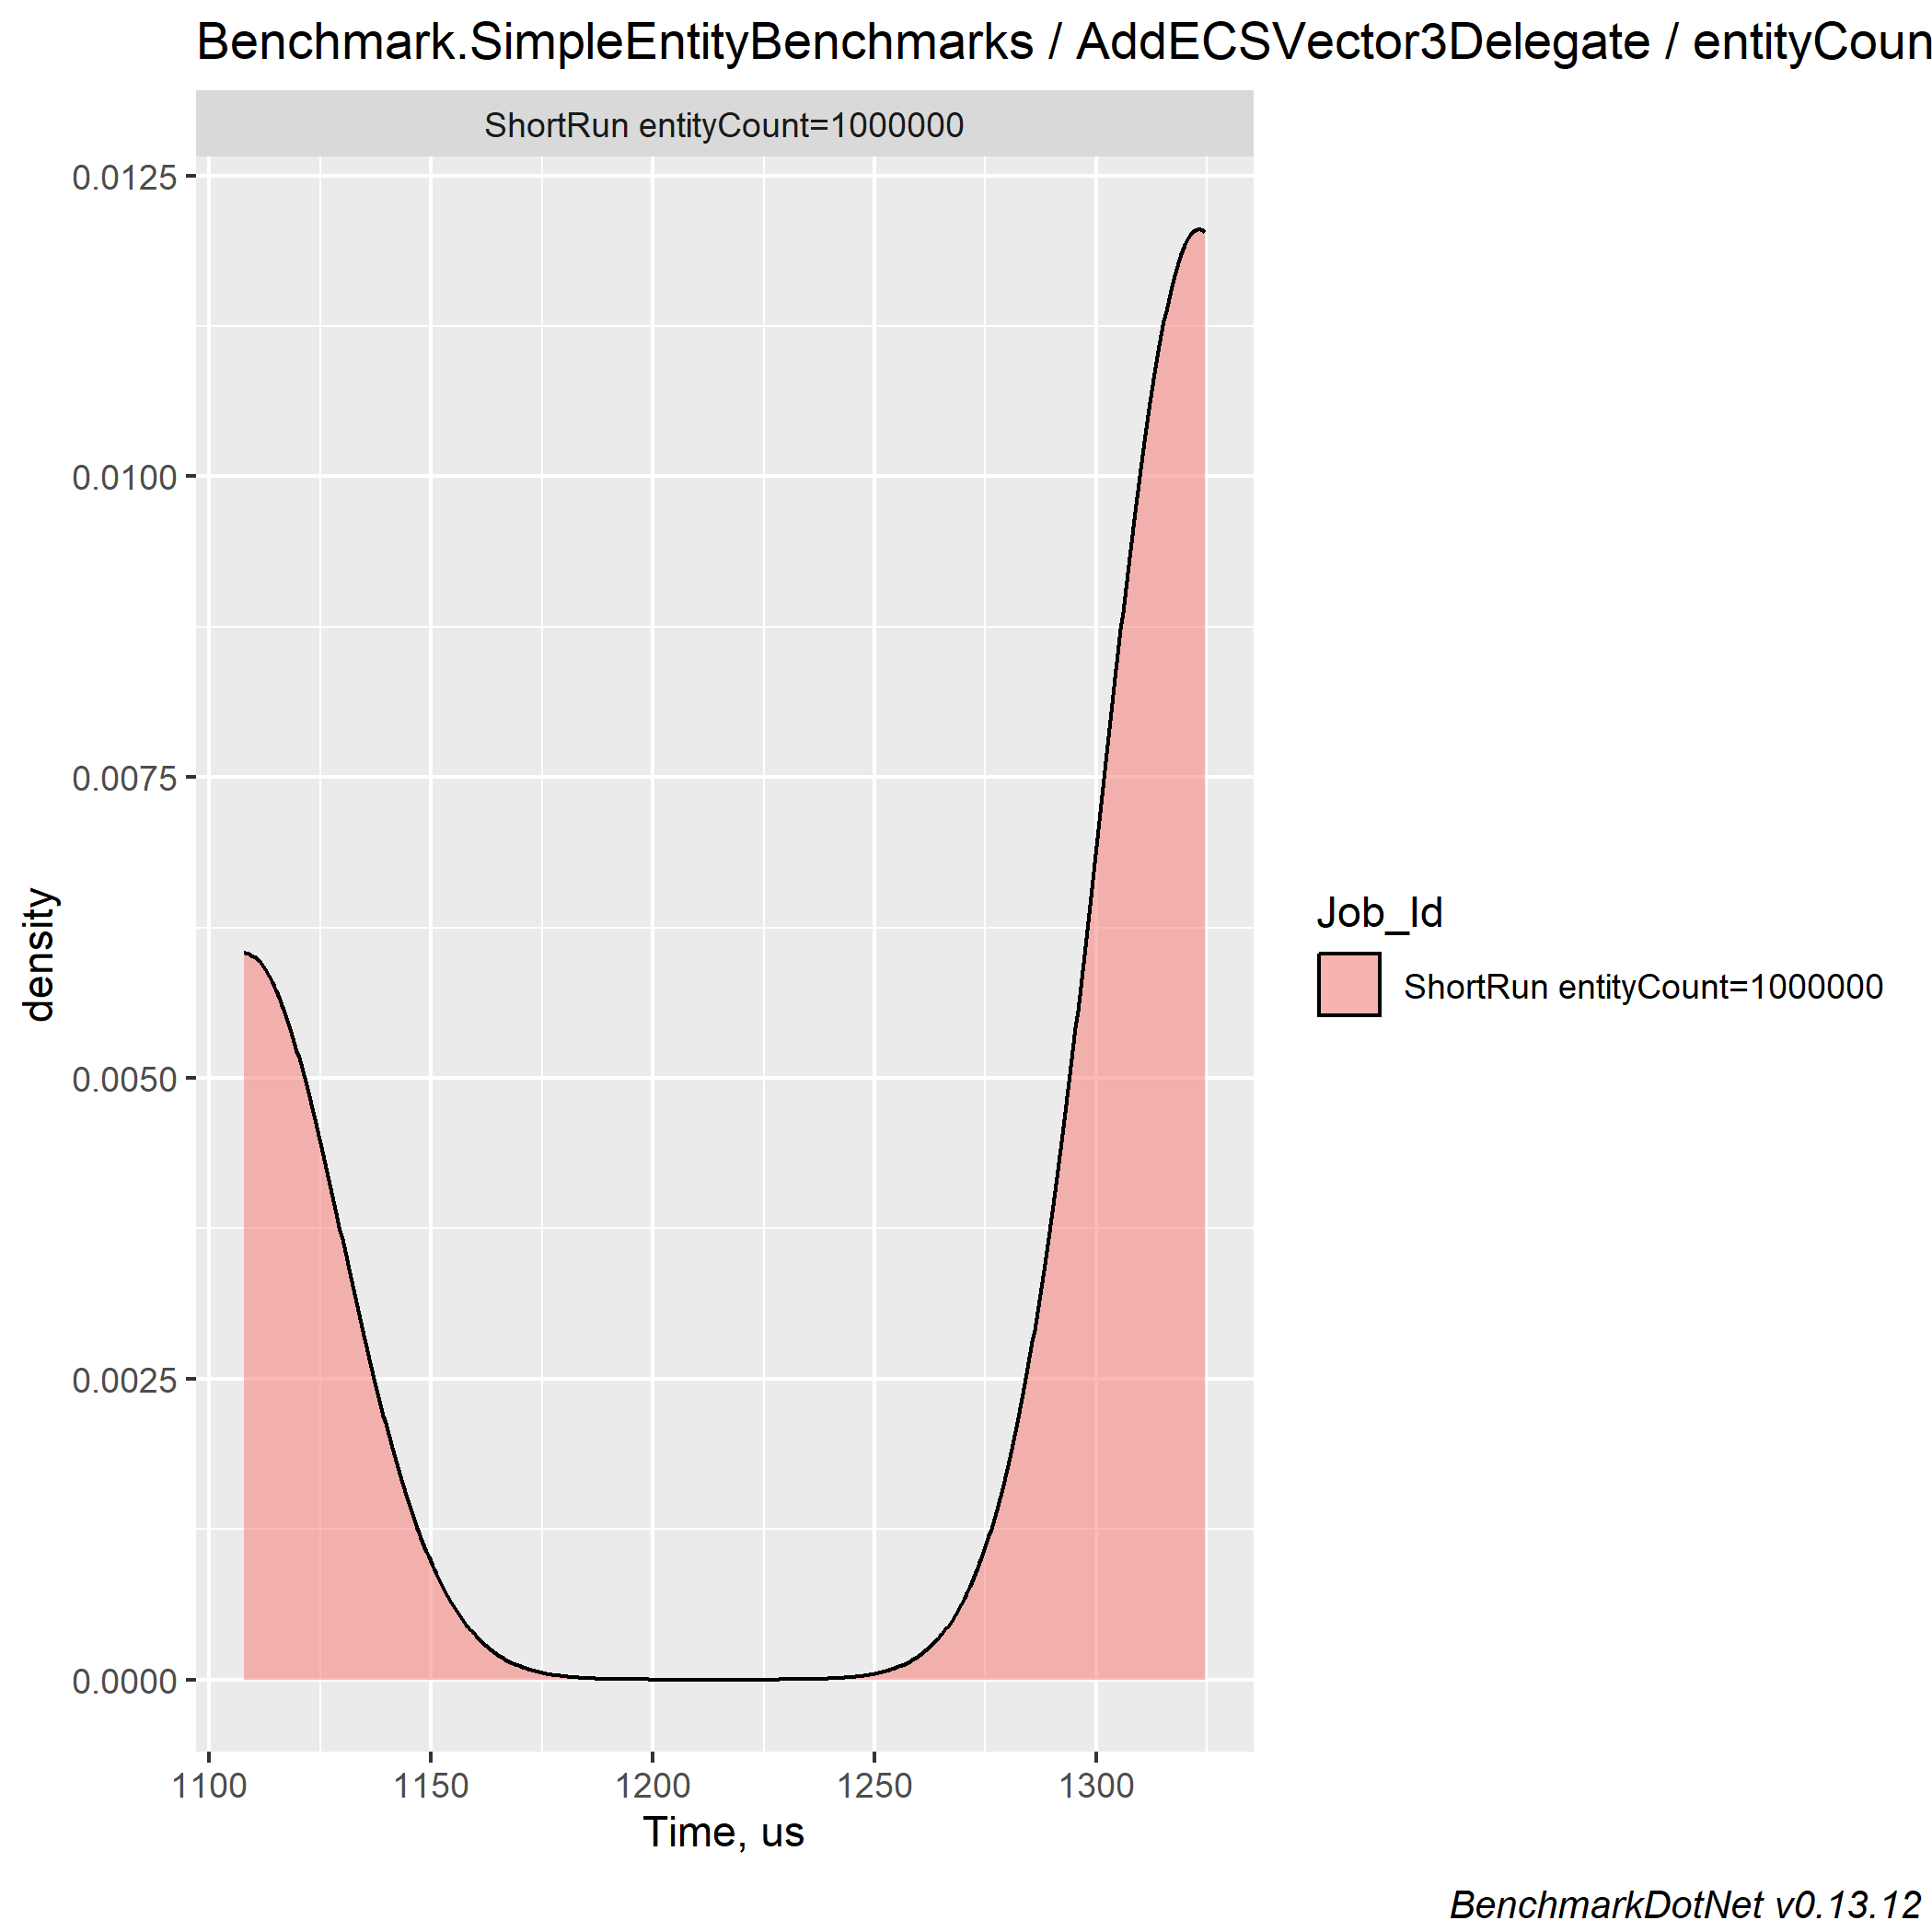 Benchmark.SimpleEntityBenchmarks / AddECSVector3Delegate / entityCoun
ShortRun entityCount=1000000
0.0125
0.0100
0.0075
0.0050
0.0025
0.0000
density
1100 1150 1200 1250 1300
Time, us
Job_Id
ShortRun entityCount=1000000
BenchmarkDotNet v0.13.12